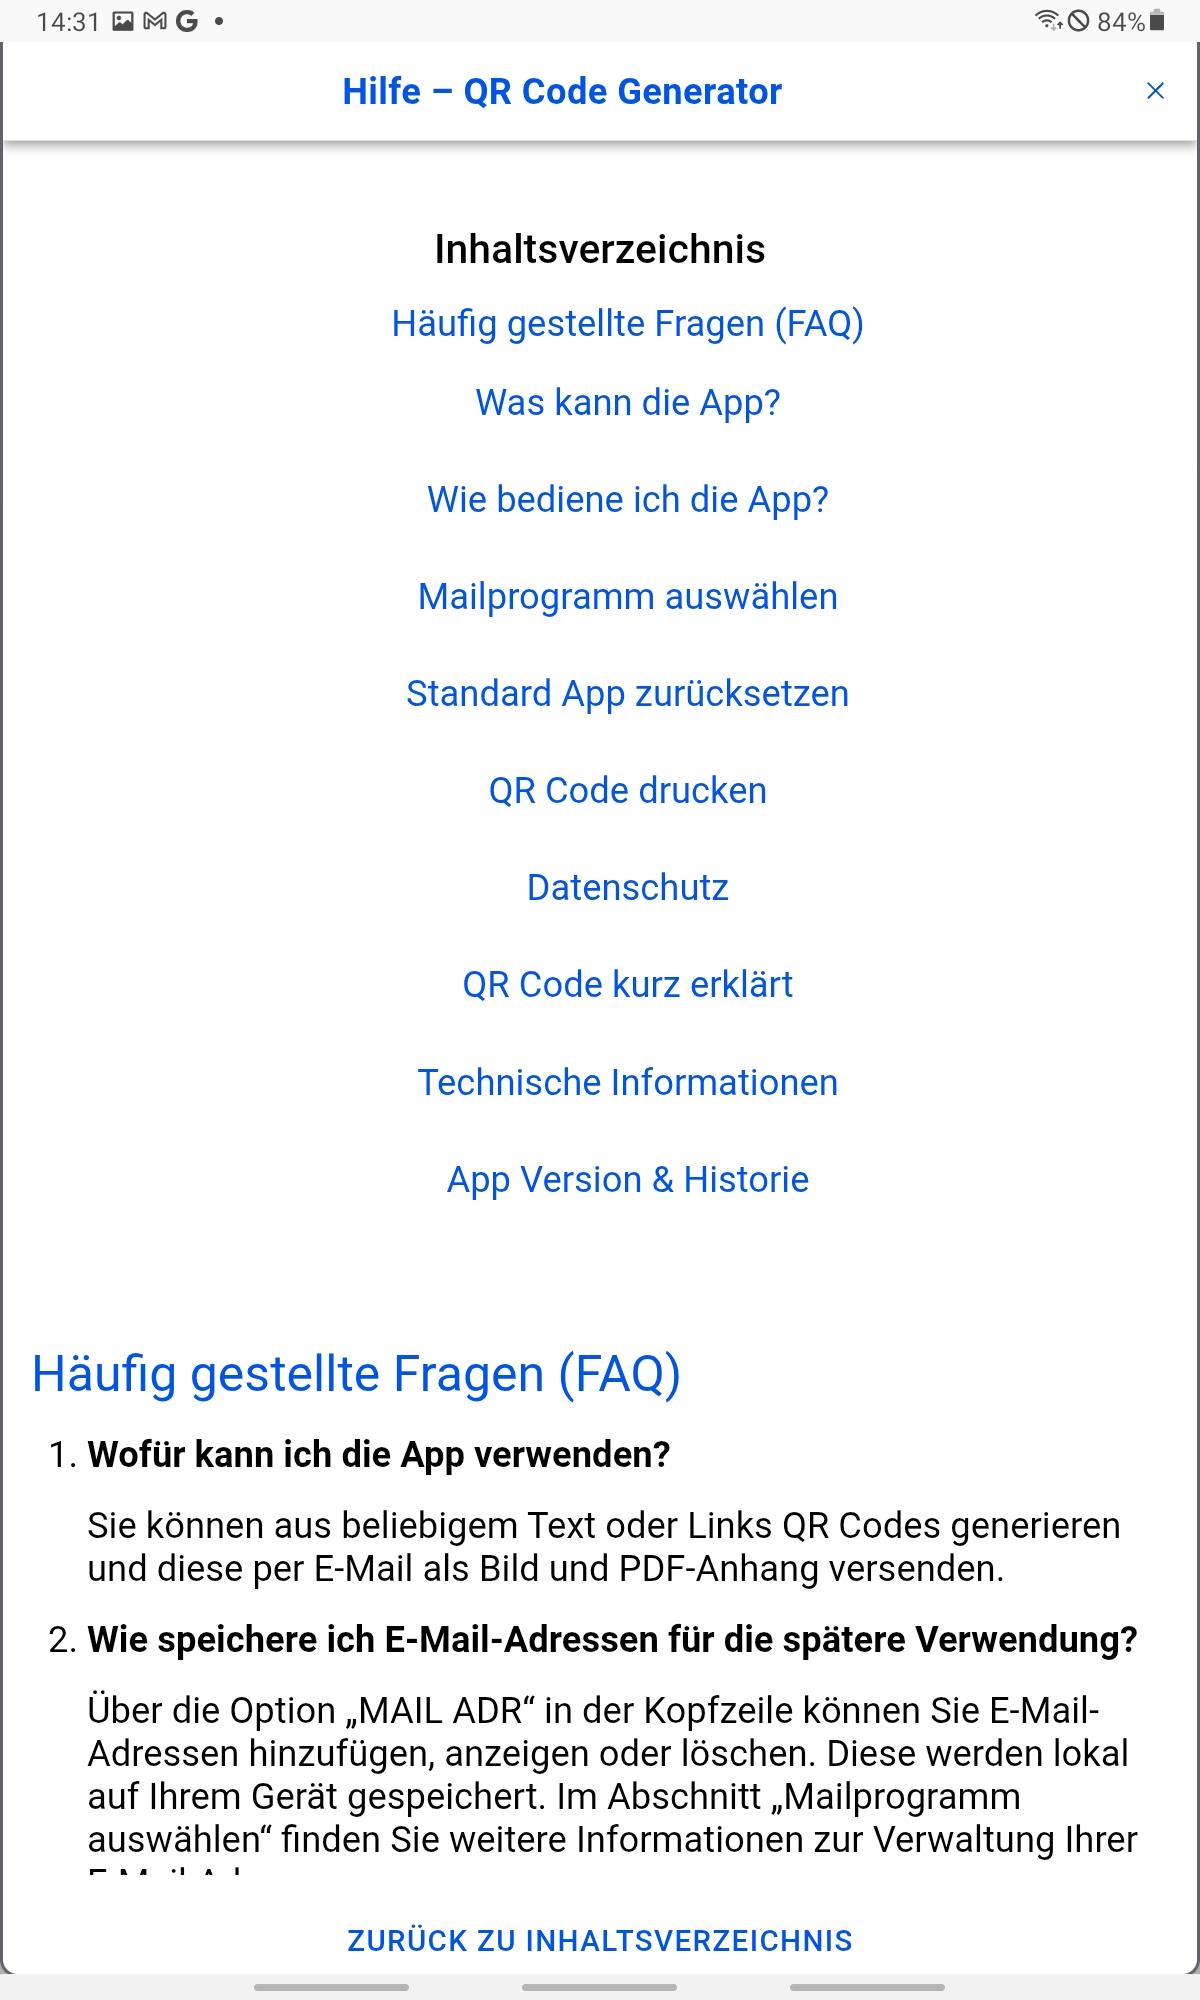 14:31
84%
Hilfe – QR Code Generator
Inhaltsverzeichnis
Häufig gestellte Fragen (FAQ)
Was kann die App?
Wie bediene ich die App?
Mailprogramm auswählen
Standard App zurücksetzen
QR Code drucken
Datenschutz
QR Code kurz erklärt
Technische Informationen
App Version & Historie
Häufig gestellte Fragen (FAQ)
1. Wofür kann ich die App verwenden?
Sie können aus beliebigem Text oder Links QR Codes generieren
und diese per E-Mail als Bild und PDF-Anhang versenden.
2. Wie speichere ich E-Mail-Adressen für die spätere Verwendung?
Über die Option „MAIL ADR“ in der Kopfzeile können Sie E-Mail-
Adressen hinzufügen, anzeigen oder löschen. Diese werden lokal
auf Ihrem Gerät gespeichert. Im Abschnitt „Mailprogramm
auswählen“ finden Sie weitere Informationen zur Verwaltung Ihrer
ZURÜCK ZU INHALTSVERZEICHNIS